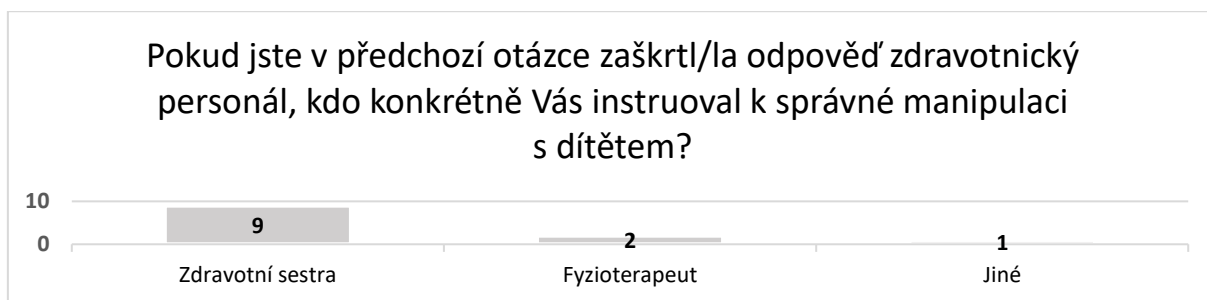 Pokud jste v předchozí otázce zaškrtl/la odpověď zdravotnický
personál, kdo konkrétně Vás instruoval k správné manipulaci
s dítětem?
10
0
9
2
1
Zdravotní sestra
Fyzioterapeut
Jiné